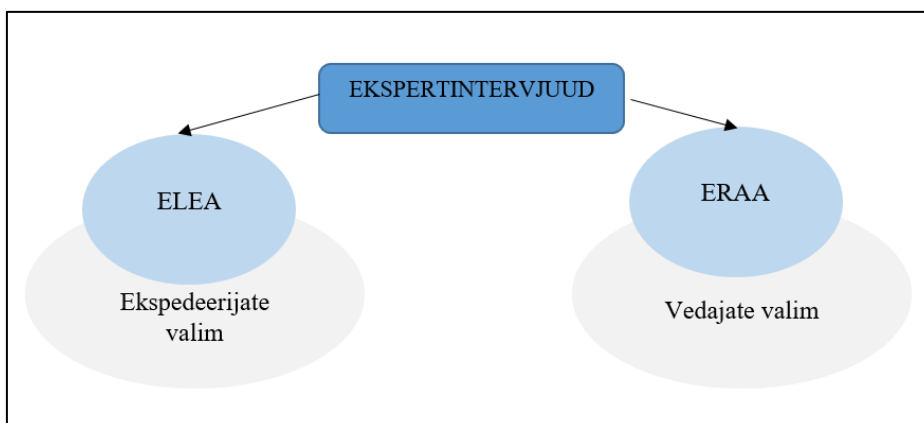 EKSPERTINTERVJUUD
ELEA
ERAA
Ekspedeerijate
valim
Vedajate valim